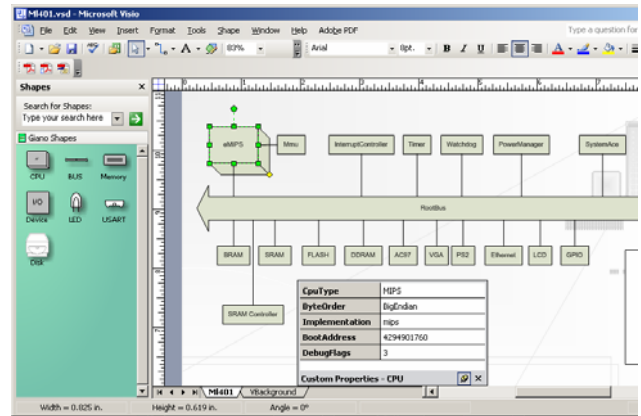 Ml401.vsd - Microsoft Visio
File Edit View Insert Format Tools Shape Window Help Adobe PDF Type a question for
83% Arial 8pt. B I U
Shapes
Search for Shapes:
Type your search here
Giano Shapes
CPU BUS Memory
I/O
Device LED USART
Disk
eMIPS Mmu InterruptController Timer Watchdog PowerManager SystemAce
RootBus
SRAM SRAM FLASH DDRAM AC97 VGA PS2 Ethernet LCD GPIO
SRAM Controller
CpuType MIPS
ByteOrder BigEndian
Implementation mips
BootAddress 4294901760
DebugFlags 3
Custom Properties - CPU
Ml401 VBackground
Width = 0.825 in. Height = 0.619 in. Angle = 0°